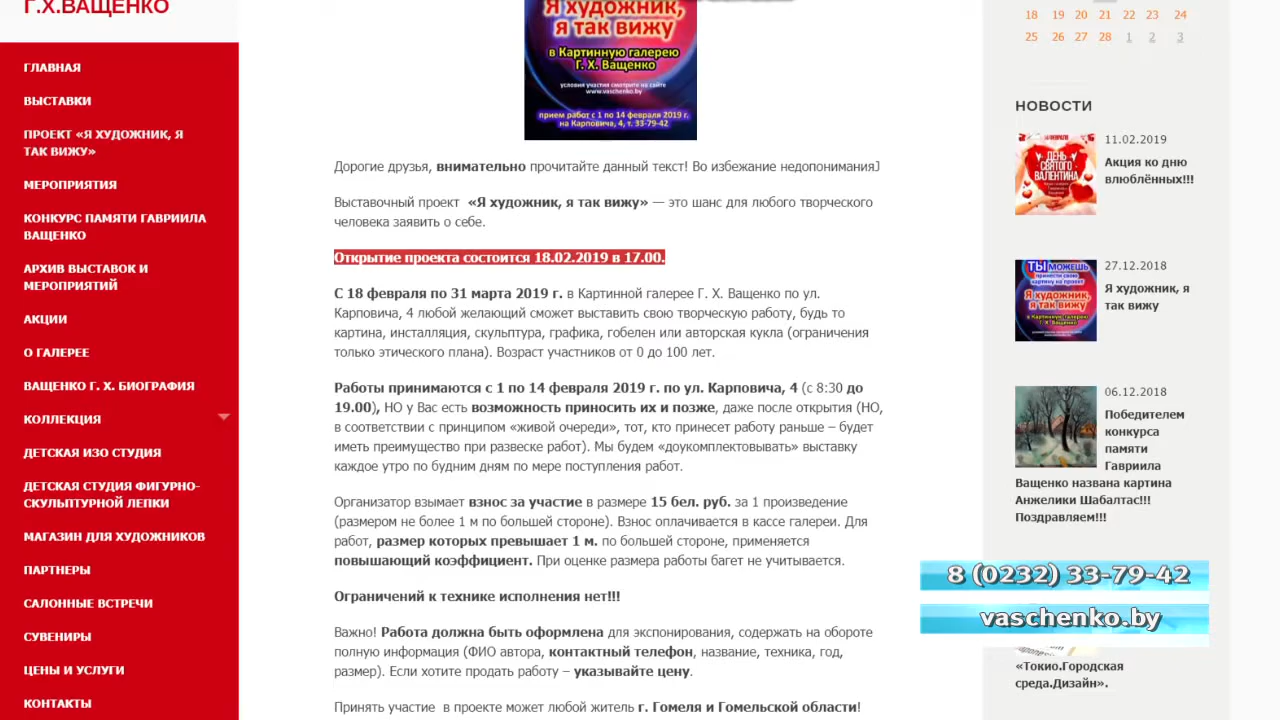 Г.Х.ВАЩЕНКО
ГЛАВНАЯ
ВЫСТАВКИ
ПРОЕКТ «Я ХУДОЖНИК, Я
ТАК ВИЖУ»
МЕРОПРИЯТИЯ
КОНКУРС ПАМЯТИ ГАВРИИЛА
ВАЩЕНКО
АРХИВ ВЫСТАВОК И
МЕРОПРИЯТИЙ
АКЦИИ
О ГАЛЕРЕЕ
ВАЩЕНКО Г. Х. БИОГРАФИЯ
КОЛЛЕКЦИЯ
ДЕТСКАЯ ИЗО СТУДИЯ
ДЕТСКАЯ СТУДИЯ ФИГУРНО-
СКУЛЬПТУРНОЙ ЛЕПКИ
МАГАЗИН ДЛЯ ХУДОЖНИКОВ
ПАРТНЕРЫ
САЛОННЫЕ ВСТРЕЧИ
СУВЕНИРЫ
ЦЕНЫ И УСЛУГИ
КОНТАКТЫ
Я художник,
я так вижу
в Картинную галерею
Г. Х. Ващенко
условия участия смотрите на сайте
www.vaschenko.by
прием работ с 1 по 14 февраля 2019 г.
на Карповича, 4, т. 33-79-42
Дорогие друзья, внимательно прочитайте данный текст! Во избежание недопонимания)
Выставочный проект «Я художник, я так вижу» — это шанс для любого творческого
человека заявить о себе.
Открытие проекта состоится 18.02.2019 в 17.00.
С 18 февраля по 31 марта 2019 г. в Картинной галерее Г. Х. Ващенко по ул.
Карповича, 4 любой желающий сможет выставить свою творческую работу, будь то
картина, инсталляция, скульптура, графика, гобелен или авторская кукла (ограничения
только этического плана). Возраст участников от 0 до 100 лет.
Работы принимаются с 1 по 14 февраля 2019 г. по ул. Карповича, 4 (с 8:30 до
19.00), НО у Вас есть возможность приносить их и позже, даже после открытия (НО,
в соответствии с принципом «живой очереди», тот, кто принесет работу раньше – будет
иметь преимущество при развеске работ). Мы будем «доукомплектовывать» выставку
каждое утро по будним дням по мере поступления работ.
Организатор взымает взнос за участие в размере 15 бел. руб. за 1 произведение
(размером не более 1 м по большей стороне). Взнос оплачивается в кассе галереи. Для
работ, размер которых превышает 1 м. по большей стороне, применяется
повышающий коэффициент. При оценке размера работы багет не учитывается.
Ограничений к технике исполнения нет!!!
Важно! Работа должна быть оформлена для экспонирования, содержать на обороте
полную информация (ФИО автора, контактный телефон, название, техника, год,
размер). Если хотите продать работу – указывайте цену.
Принять участие в проекте может любой житель г. Гомеля и Гомельской области!
18 19 20 21 22 23 24
25 26 27 28 1 2 3
НОВОСТИ
ДЕНЬ
СВЯТОГО
ВАЛЕНТИНА
11.02.2019
Акция ко дню
влюблённых!!!
ТЫ МОЖЕШЬ
принести свою
картину на проект
Я художник,
я так вижу
в Картинную галерею
Г. Х. Ващенко
27.12.2018
Я художник, я
так вижу
06.12.2018
Победителем
конкурса
памяти
Гавриила
Ващенко названа картина
Анжелики Шабалтас!!!
Поздравляем!!!
8 (0232) 33-79-42
vaschenko.by
«Токио.Городская
среда.Дизайн».